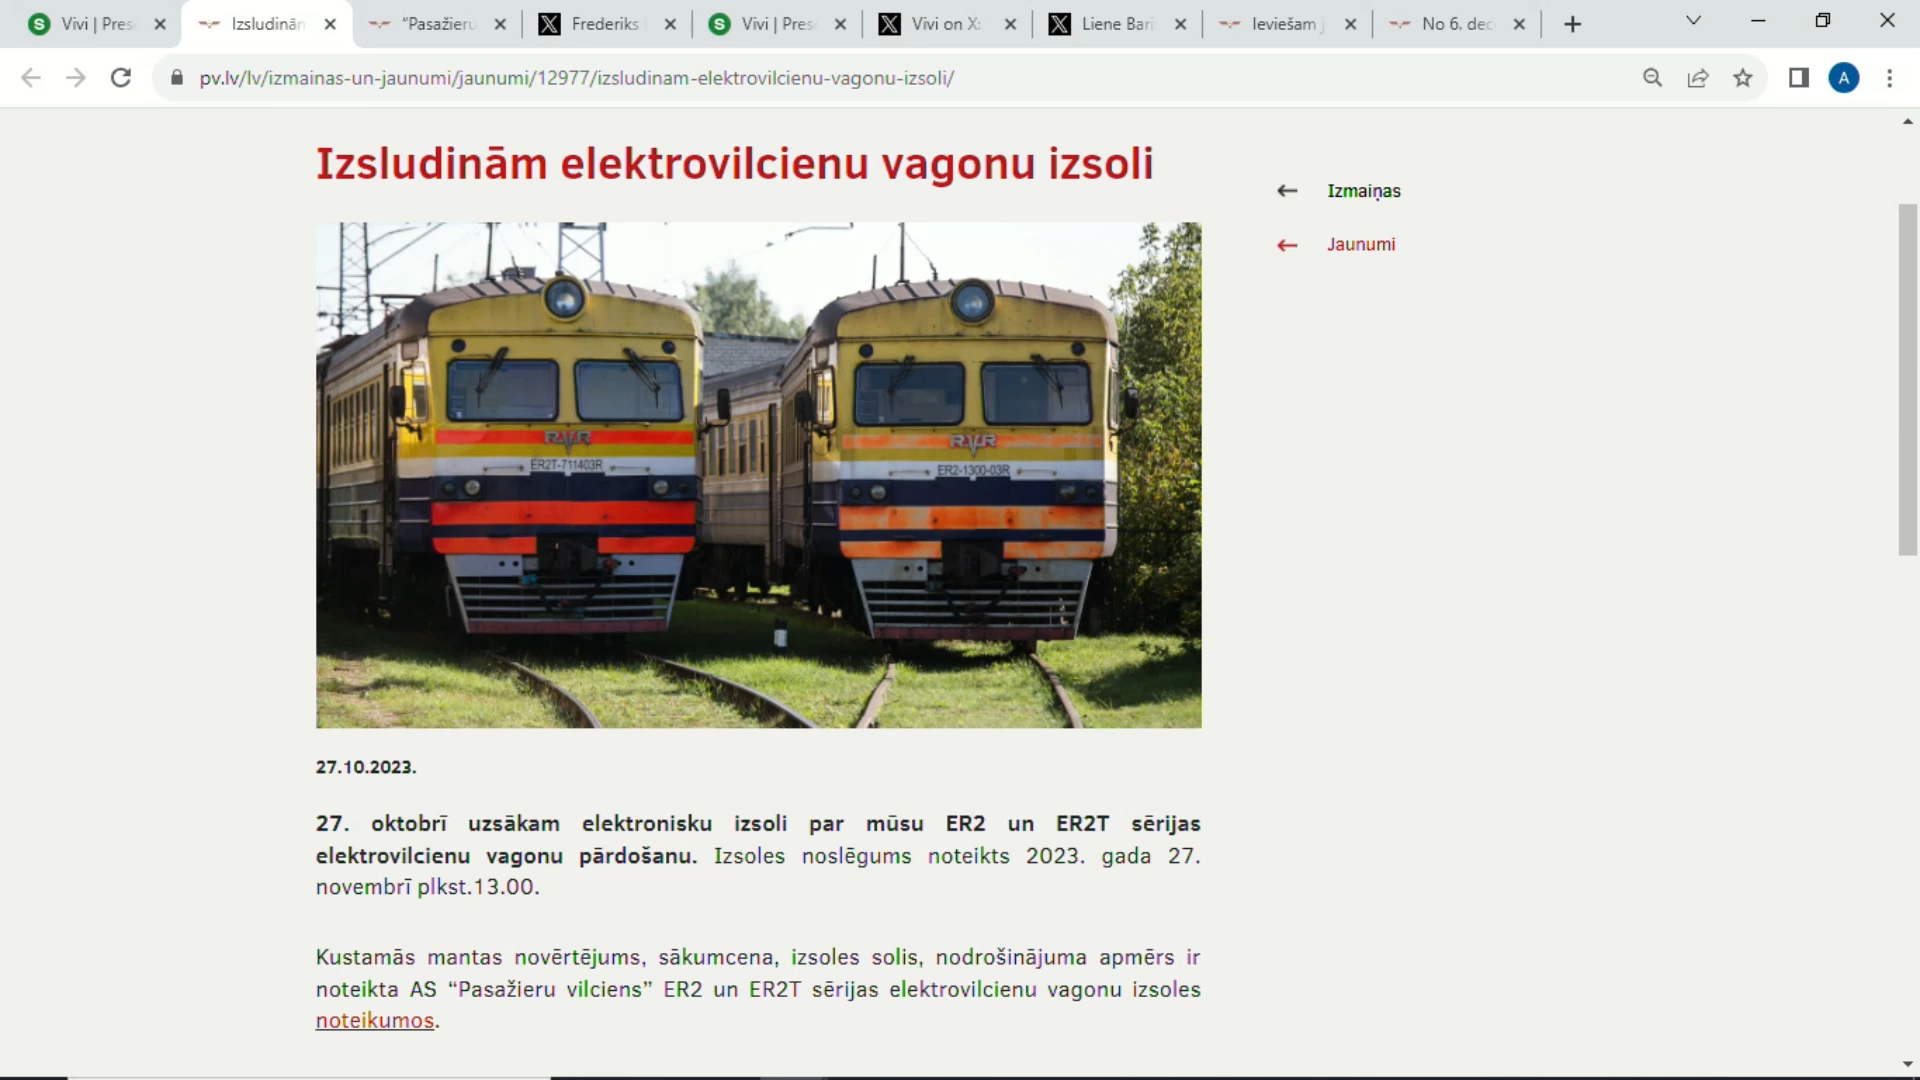 Vivi | Pres
Izsludinām
“Pasažieru
Frederiks
Vivi | Pres
Vivi on X:
Liene Bari
Ieviešam j
No 6. dec
pv.lv/lv/izmainas-un-jaunumi/jaunumi/12977/izsludinam-elektrovilcienu-vagonu-izsoli/
A
Izsludinām elektrovilcienu vagonu izsoli
Izmaiņas
Jaunumi
RVR
ER2T-711403R
RVR
ER2-1300-03R
27.10.2023.
27. oktobrī uzsākam elektronisku izsoli par mūsu ER2 un ER2T sērijas
elektrovilcienu vagonu pārdošanu. Izsoles noslēgums noteikts 2023. gada 27.
novembrī plkst.13.00.
Kustamās mantas novērtējums, sākumcena, izsoles solis, nodrošinājuma apmērs ir
noteikta AS “Pasažieru vilciens” ER2 un ER2T sērijas elektrovilcienu vagonu izsoles
noteikumos.